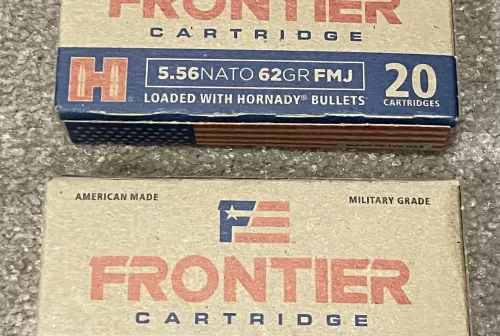 FRONTIER
CARTRIDGE
H 5.56NATO 62GR FMJ 20
LOADED WITH HORNADY® BULLETS CARTRIDGES
AMERICAN MADE MILITARY GRADE
F
FRONTIER
CARTRIDGE